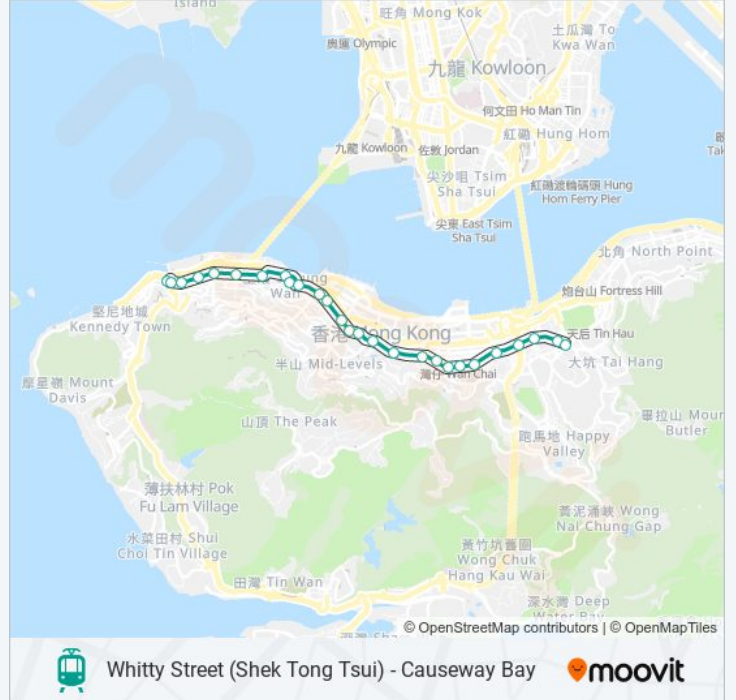 Island
旺角 Mong Kok
奧運 Olympic
土瓜灣 To
Kwa Wan
九龍 Kowloon
何文田 Ho Man Tin
紅磡 Hung Hom
九龍 Kowloon
佐敦 Jordan
尖沙咀 Tsim
Sha Tsui
紅磡渡輪碼頭 Hung
Hom Ferry Pier
尖東 East Tsim
Sha Tsui
北角 North Point
炮台山 Fortress Hill
堅尼地城
Kennedy Town
Wan
香港 Hong Kong
天后 Tin Hau
大坑 Tai Hang
半山 Mid-Levels
灣仔 Wan Chai
摩星嶺 Mount
Davis
山頂 The Peak
畢拉山 Moun
Butler
跑馬地 Happy
Valley
薄扶林村 Pok
Fu Lam Village
黃泥涌峽 Wong
Nai Chung Gap
水菜田村 Shui
Choi Tin Village
黃竹坑舊圍
Wong Chuk
Hang Kau Wai
田灣 Tin Wan
深水灣 Deep
Water Bay
© OpenStreetMap contributors | © OpenMapTiles
Whitty Street (Shek Tong Tsui) - Causeway Bay
moovit